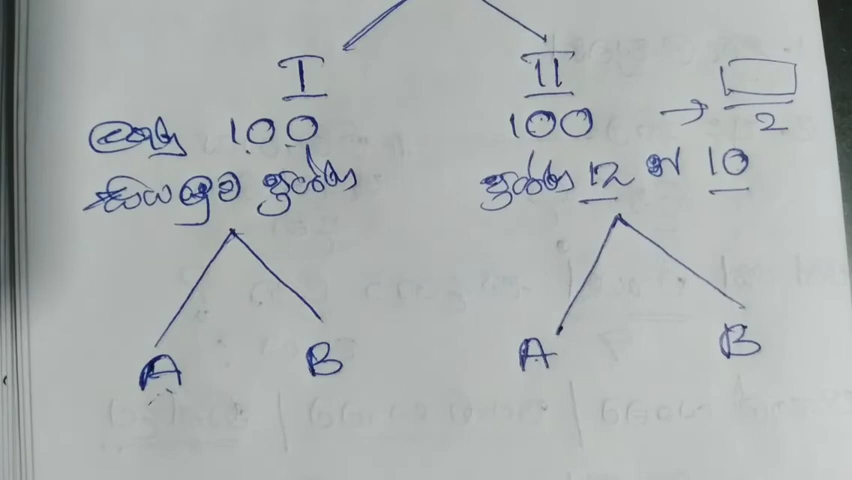 I II
ලකුණු 100 100 → □/2
සියලුම ප්‍රශ්න ප්‍රශ්න 12 න් 10
A B A B